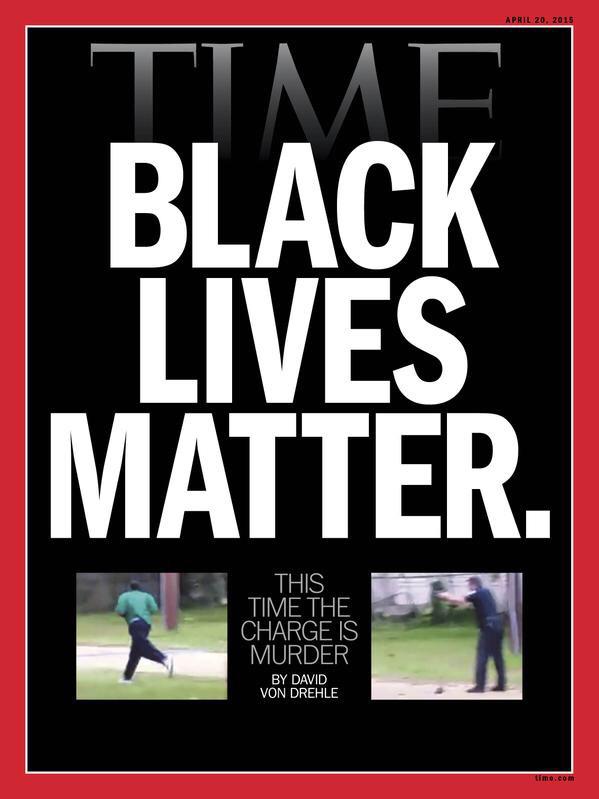 APRIL 20, 2015
TIME
BLACK
LIVES
MATTER.
THIS
TIME THE
CHARGE IS
MURDER
BY DAVID
VON DREHLE
time.com